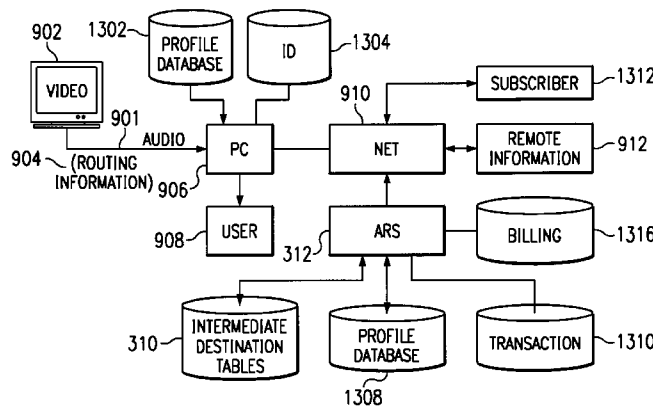 902
VIDEO
1302
PROFILE
DATABASE
ID
1304
901
AUDIO
904
(ROUTING
INFORMATION)
PC
906
910
NET
SUBSCRIBER
1312
REMOTE
INFORMATION
912
USER
908
ARS
312
BILLING
1316
310
INTERMEDIATE
DESTINATION
TABLES
PROFILE
DATABASE
1308
TRANSACTION
1310